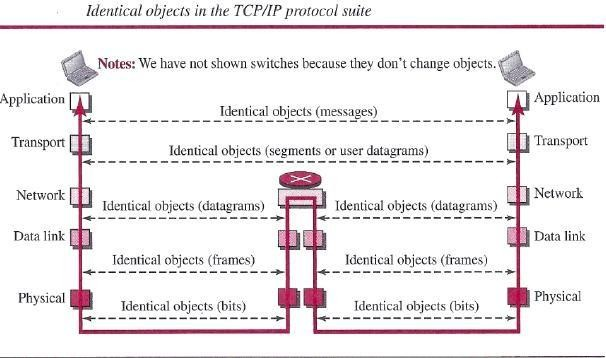 Identical objects in the TCP/IP protocol suite
Notes: We have not shown switches because they don't change objects.
Application
Application
Identical objects (messages)
Transport
Transport
Identical objects (segments or user datagrams)
Network
Network
Identical objects (datagrams)
Identical objects (datagrams)
Data link
Data link
Identical objects (frames)
Identical objects (frames)
Physical
Physical
Identical objects (bits)
Identical objects (bits)